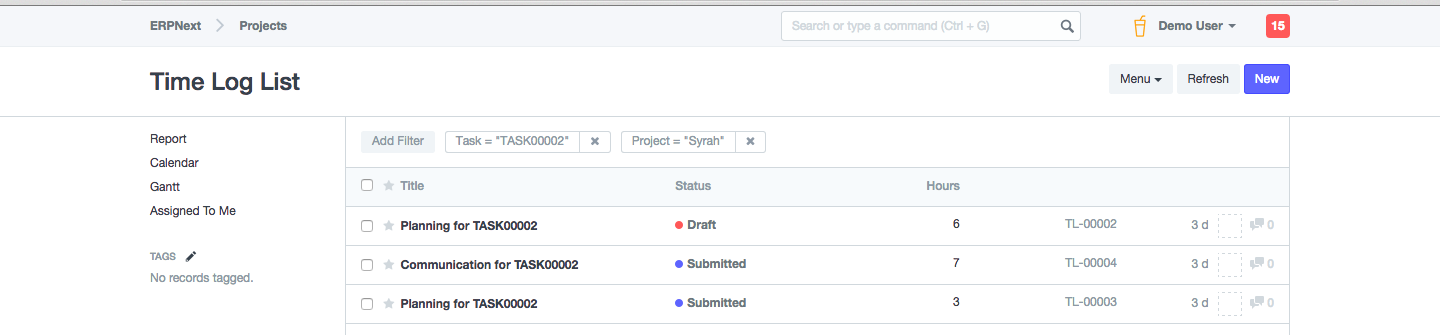 ERPNext Projects Search or type a command (Ctrl + G) Demo User 15
Time Log List Menu Refresh New
Report
Calendar
Gantt
Assigned To Me
TAGS
No records tagged.
Add Filter Task = "TASK00002" Project = "Syrah"
Title Status Hours
Planning for TASK00002 Draft 6 TL-00002 3 d 0
Communication for TASK00002 Submitted 7 TL-00004 3 d 0
Planning for TASK00002 Submitted 3 TL-00003 3 d 0